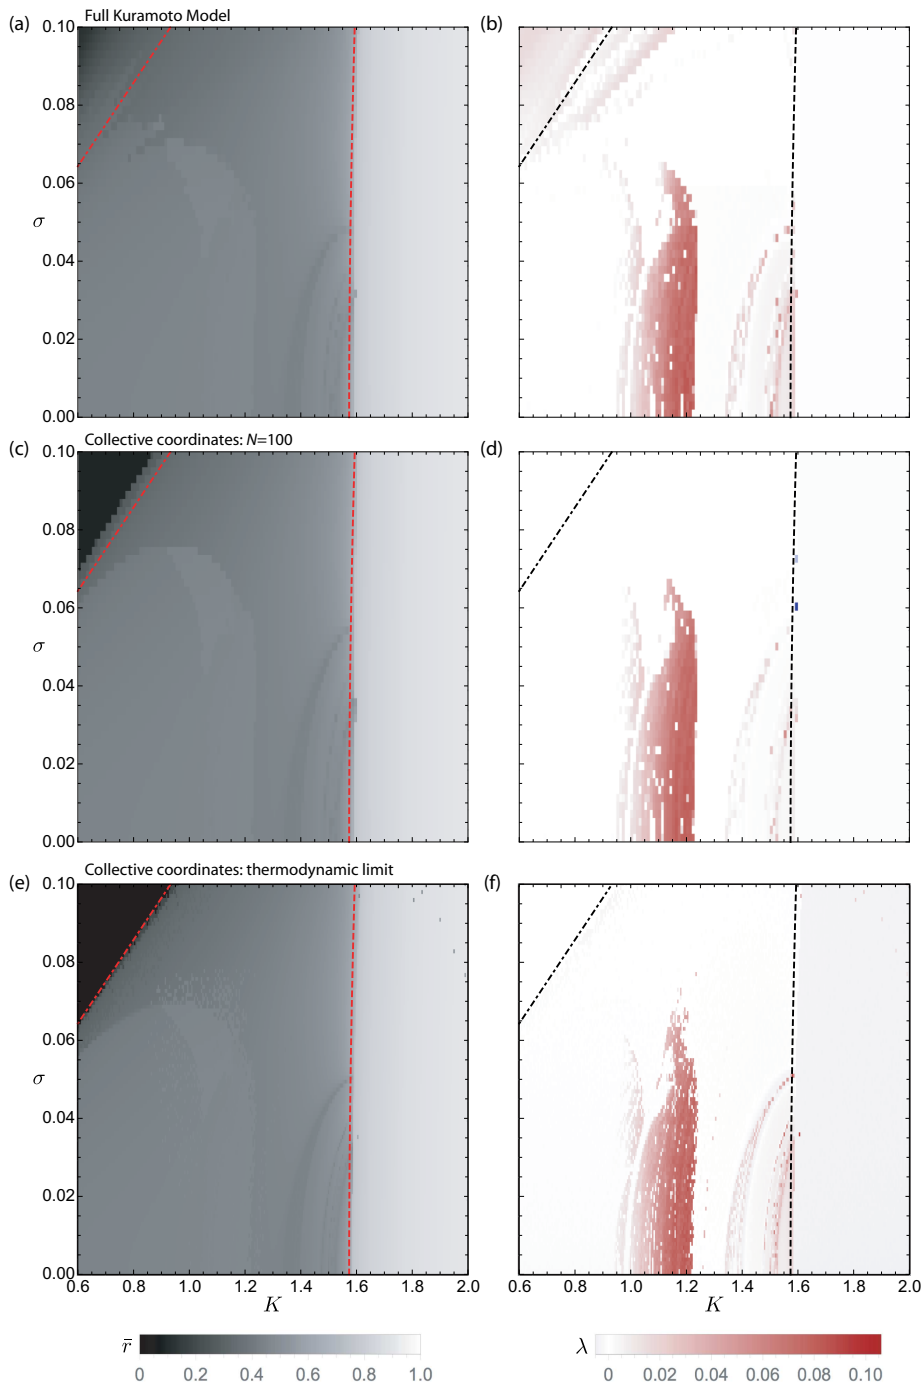 Full Kuramoto Model
(a)
(b)
0.10
0.08
0.06
σ
0.04
0.02
0.00
Collective coordinates: N=100
(c)
(d)
0.10
0.08
0.06
σ
0.04
0.02
0.00
Collective coordinates: thermodynamic limit
(e)
(f)
0.10
0.08
0.06
σ
0.04
0.02
0.00
0.6 0.8 1.0 1.2 1.4 1.6 1.8 2.0
K
0.6 0.8 1.0 1.2 1.4 1.6 1.8 2.0
K
r̄
0 0.2 0.4 0.6 0.8 1.0
λ
0 0.02 0.04 0.06 0.08 0.10